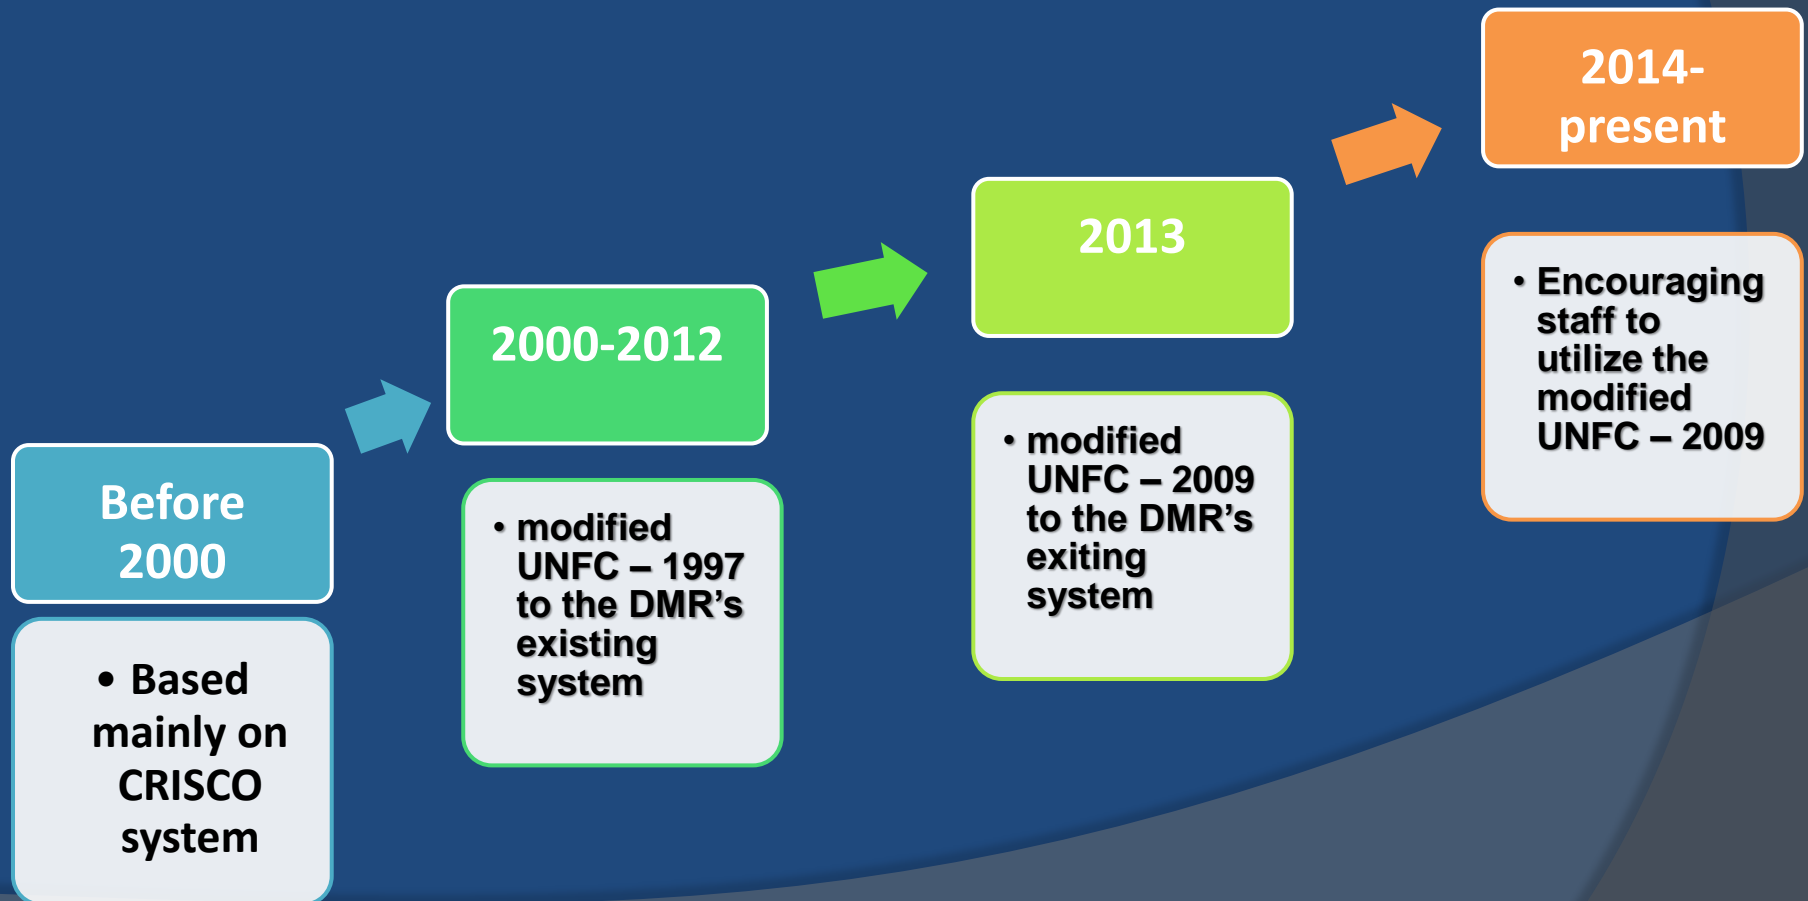 Before
2000
• Based
mainly on
CRISCO
system
2000-2012
• modified
UNFC – 1997
to the DMR’s
existing
system
2013
• modified
UNFC – 2009
to the DMR’s
exiting
system
2014-
present
• Encouraging
staff to
utilize the
modified
UNFC – 2009